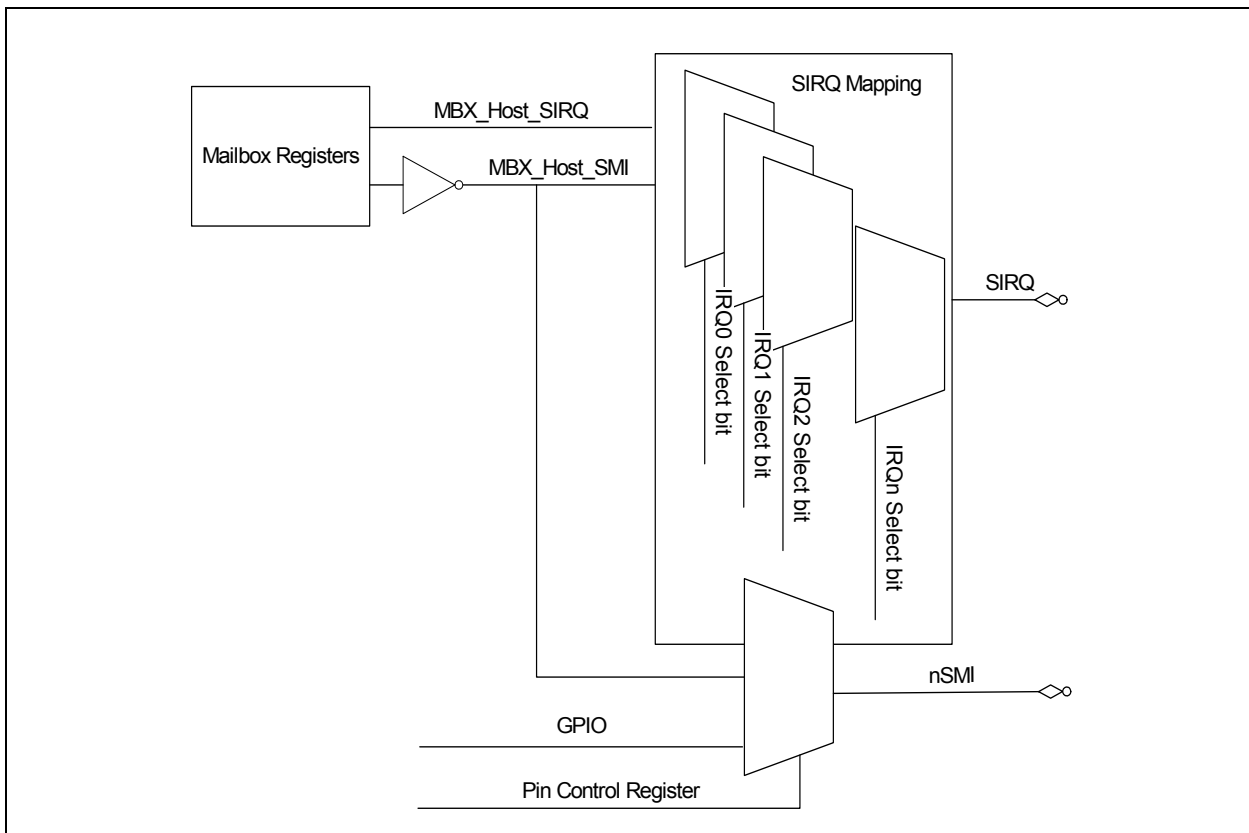 SIRQ Mapping
MBX_Host_SIRQ
Mailbox Registers
MBX_Host_SMI
SIRQ
IRQ0 Select bit
IRQ1 Select bit
IRQ2 Select bit
IRQn Select bit
nSMI
GPIO
Pin Control Register